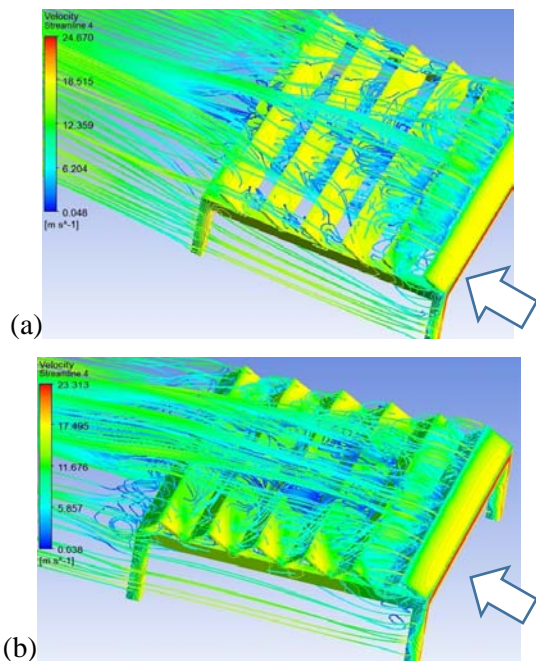 Velocity
Streamline 4
24.670
18.515
12.359
6.204
0.048
[m s^-1]
(a)
Velocity
Streamline 4
23.313
17.495
11.676
5.857
0.038
[m s^-1]
(b)